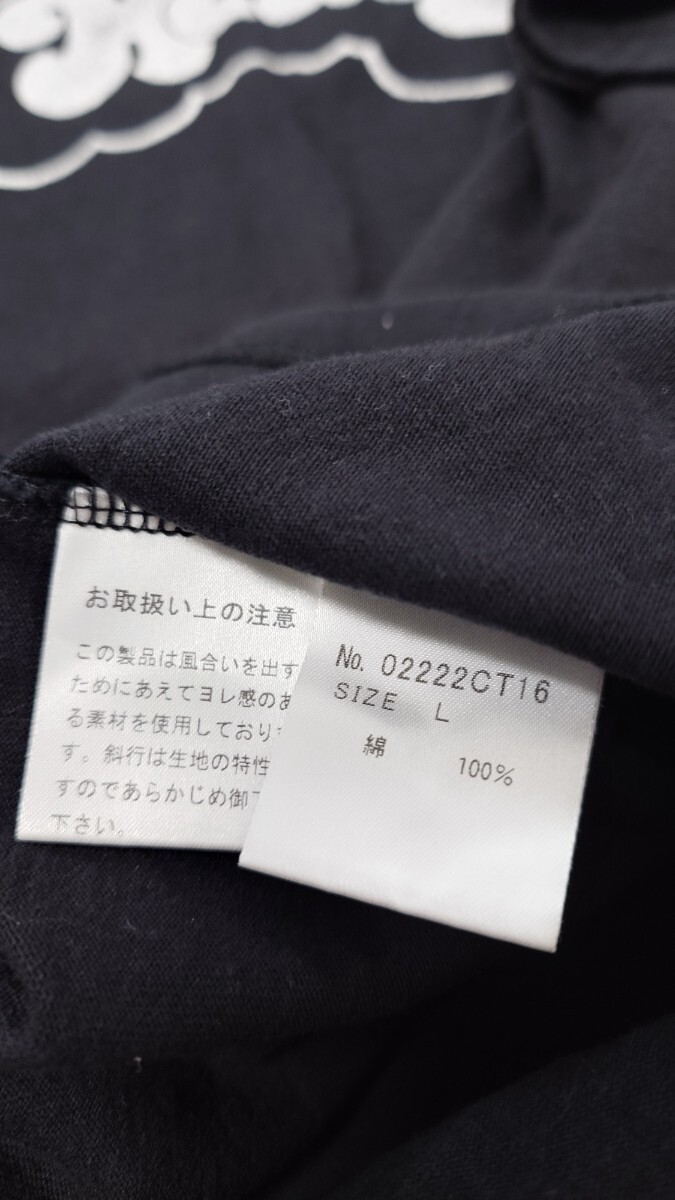 お取扱い上の注意
この製品は風合いを出す
ためにあえてヨレ感のあ
る素材を使用しており
す。斜行は生地の特性
すのであらかじめ御
下さい。
No. 02222CT16
SIZE L
綿 100%